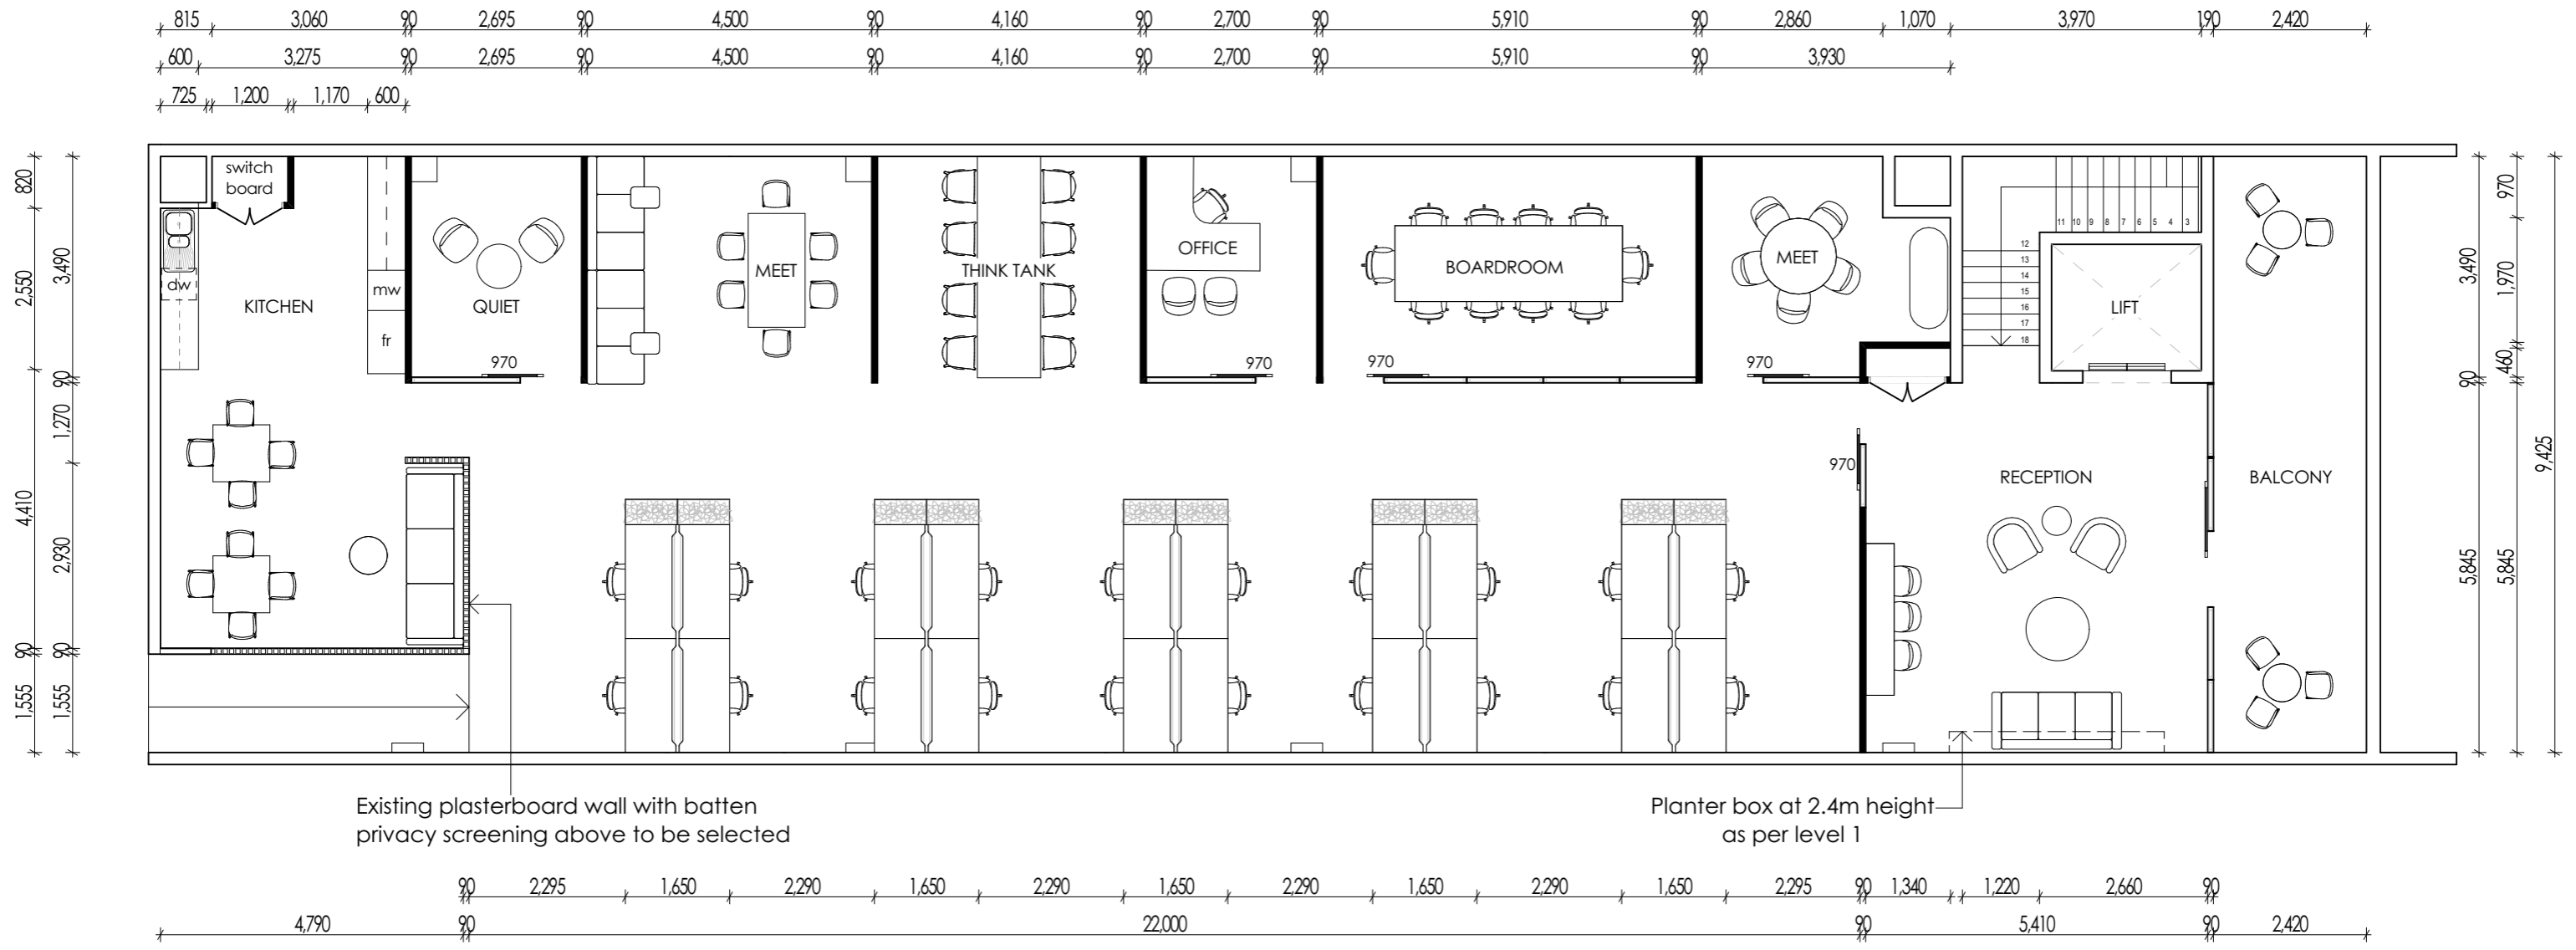 815 3,060 90 2,695 90 4,500 90 4,160 90 2,700 90 5,910 90 2,860 1,070 3,970 190 2,420
600 3,275 90 2,695 90 4,500 90 4,160 90 2,700 90 5,910 90 3,930
725 1,200 1,170 600
820 2,550 4,410 90 1,555
3,490 90 1,270 2,930 90 1,555
switch
board
dw
KITCHEN
mw
fr
QUIET
970
MEET
THINK TANK
OFFICE
970
BOARDROOM
970
MEET
970
11 10 9 8 7 6 5 4 3
12
13
14
15
16
17
18
LIFT
970
RECEPTION
BALCONY
3,490 90 5,845
970 1,970 460 5,845
9,425
Existing plasterboard wall with batten
privacy screening above to be selected
Planter box at 2.4m height
as per level 1
90 2,295 1,650 2,290 1,650 2,290 1,650 2,290 1,650 2,290 1,650 2,295 90 1,340 1,220 2,660 90
4,790 90 22,000 90 5,410 90 2,420